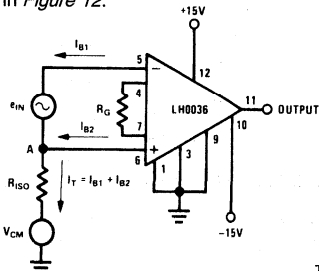 in Figure 12.
+15V
I_B1
5
−
4
12
e_IN
R_G
LH0036
11
OUTPUT
I_B2
7
9
10
A
+
6
1
3
R_ISO
I_T = I_B1 + I_B2
V_CM
−15V